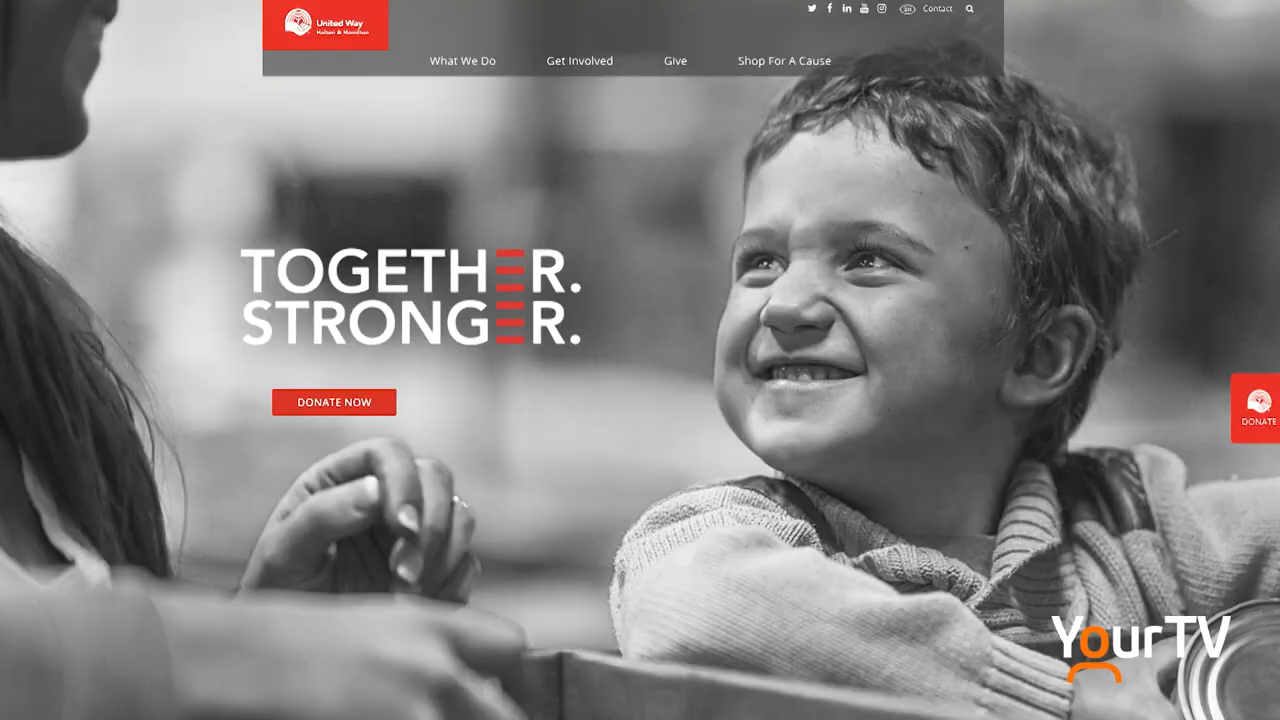 United Way
Halton & Hamilton
Contact
What We Do
Get Involved
Give
Shop For A Cause
TOGETHER.
STRONGER.
DONATE NOW
DONATE
YourTV